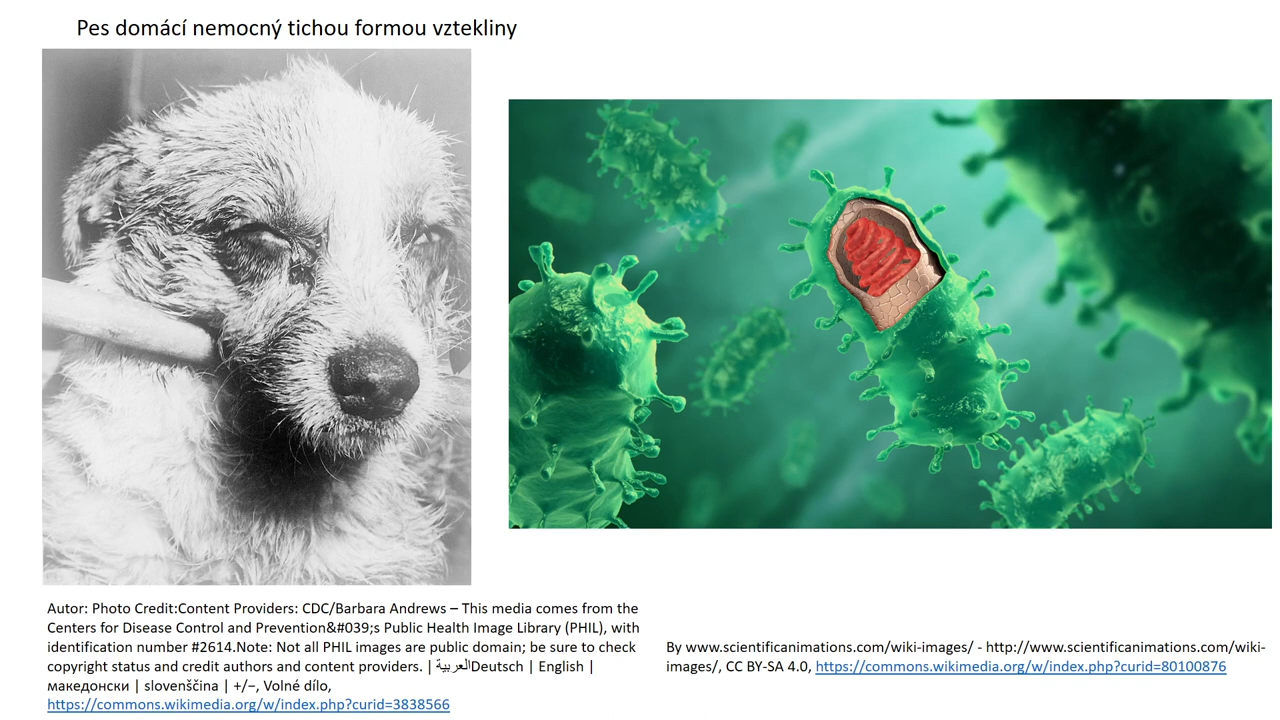 Pes domácí nemocný tichou formou vztekliny
Autor: Photo Credit:Content Providers: CDC/Barbara Andrews – This media comes from the
Centers for Disease Control and Prevention&#039;s Public Health Image Library (PHIL), with
identification number #2614.Note: Not all PHIL images are public domain; be sure to check
copyright status and credit authors and content providers. | العربيةDeutsch | English |
македонски | slovenščina | +/−, Volné dílo,
https://commons.wikimedia.org/w/index.php?curid=3838566
By www.scientificanimations.com/wiki-images/ - http://www.scientificanimations.com/wiki-
images/, CC BY-SA 4.0, https://commons.wikimedia.org/w/index.php?curid=80100876